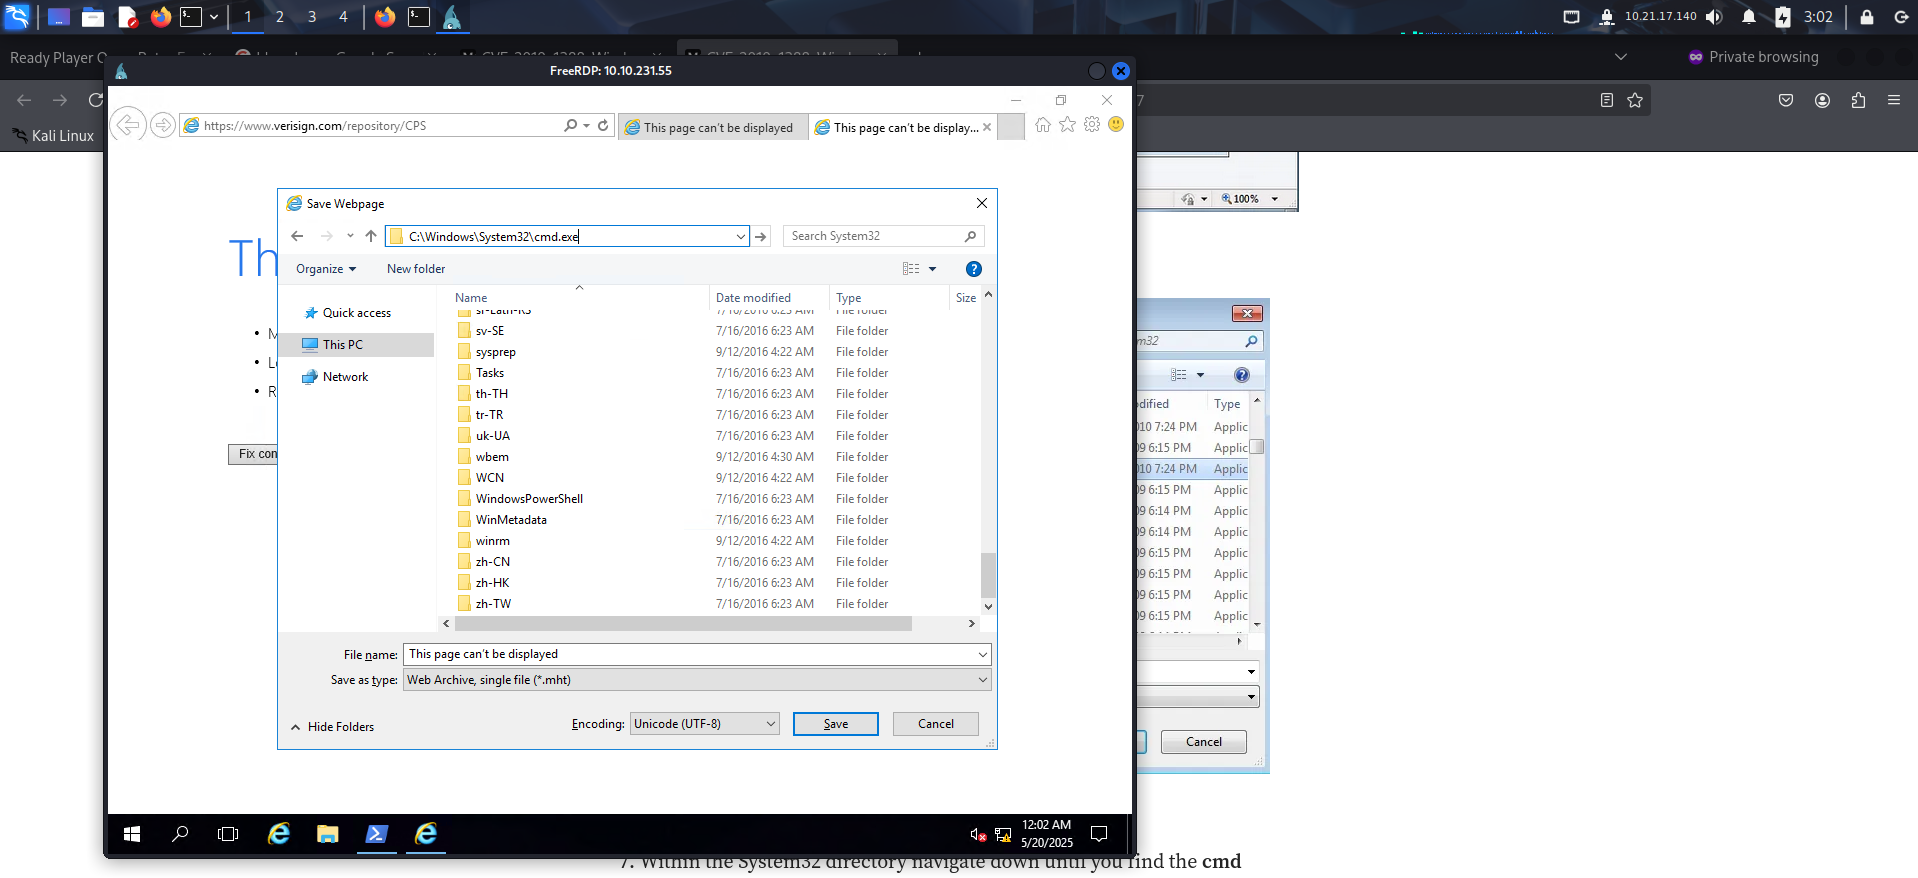 1
2
3
4
10.21.17.140
3:02
Ready Player
Private browsing
Kali Linux
7
FreeRDP: 10.10.231.55
https://www.verisign.com/repository/CPS
This page can't be displayed
This page can't be display...
Th
M
L
R
Fix con
Save Webpage
C:\Windows\System32\cmd.exe
Search System32
Organize
New folder
Quick access
This PC
Network
Name
Date modified
Type
Size
sr-Latn-RS 7/16/2016 6:23 AM File folder
sv-SE 7/16/2016 6:23 AM File folder
sysprep 9/12/2016 4:22 AM File folder
Tasks 7/16/2016 6:23 AM File folder
th-TH 7/16/2016 6:23 AM File folder
tr-TR 7/16/2016 6:23 AM File folder
uk-UA 7/16/2016 6:23 AM File folder
wbem 9/12/2016 4:30 AM File folder
WCN 9/12/2016 4:22 AM File folder
WindowsPowerShell 7/16/2016 6:23 AM File folder
WinMetadata 7/16/2016 6:23 AM File folder
winrm 9/12/2016 4:22 AM File folder
zh-CN 7/16/2016 6:23 AM File folder
zh-HK 7/16/2016 6:23 AM File folder
zh-TW 7/16/2016 6:23 AM File folder
File name: This page can't be displayed
Save as type: Web Archive, single file (*.mht)
Hide Folders
Encoding: Unicode (UTF-8)
Save
Cancel
12:02 AM
5/20/2025
100%
m32
dified Type
010 7:24 PM Applic
09 6:15 PM Applic
010 7:24 PM Applic
09 6:15 PM Applic
09 6:14 PM Applic
09 6:14 PM Applic
09 6:15 PM Applic
09 6:15 PM Applic
09 6:15 PM Applic
09 6:15 PM Applic
Cancel
7. Within the System32 directory navigate down until you find the cmd